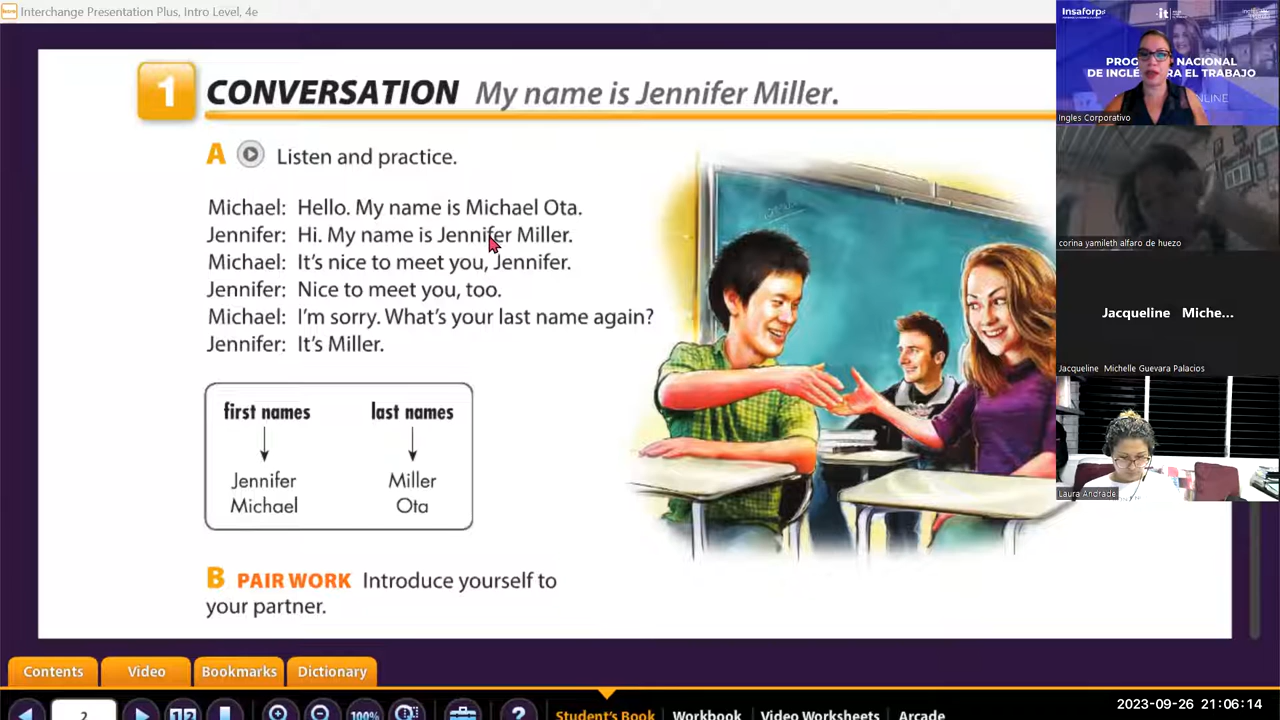 Interchange Presentation Plus, Intro Level, 4e
1 CONVERSATION My name is Jennifer Miller.
A Listen and practice.
Michael: Hello. My name is Michael Ota.
Jennifer: Hi. My name is Jennifer Miller.
Michael: It's nice to meet you, Jennifer.
Jennifer: Nice to meet you, too.
Michael: I'm sorry. What's your last name again?
Jennifer: It's Miller.
first names last names
Jennifer Miller
Michael Ota
B PAIR WORK Introduce yourself to
your partner.
Contents Video Bookmarks Dictionary
2 100% ? Student's Book Workbook Video Worksheets Arcade
Insaforp
NACIONAL
TRABAJO
Ingles Corporativo
corina yamileth alfaro de huezo
Jacqueline Miche...
Jacqueline Michelle Guevara Palacios
Laura Andrade
2023-09-26 21:06:14